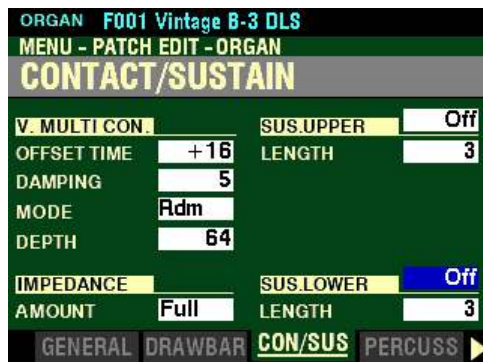 ORGAN F001 Vintage B-3 DLS
MENU - PATCH EDIT - ORGAN
CONTACT/SUSTAIN
V. MULTI CON.
OFFSET TIME +16
DAMPING 5
MODE Rdm
DEPTH 64
SUS.UPPER Off
LENGTH 3
IMPEDANCE
AMOUNT Full
SUS.LOWER Off
LENGTH 3
GENERAL DRAWBAR CON/SUS PERCUSS